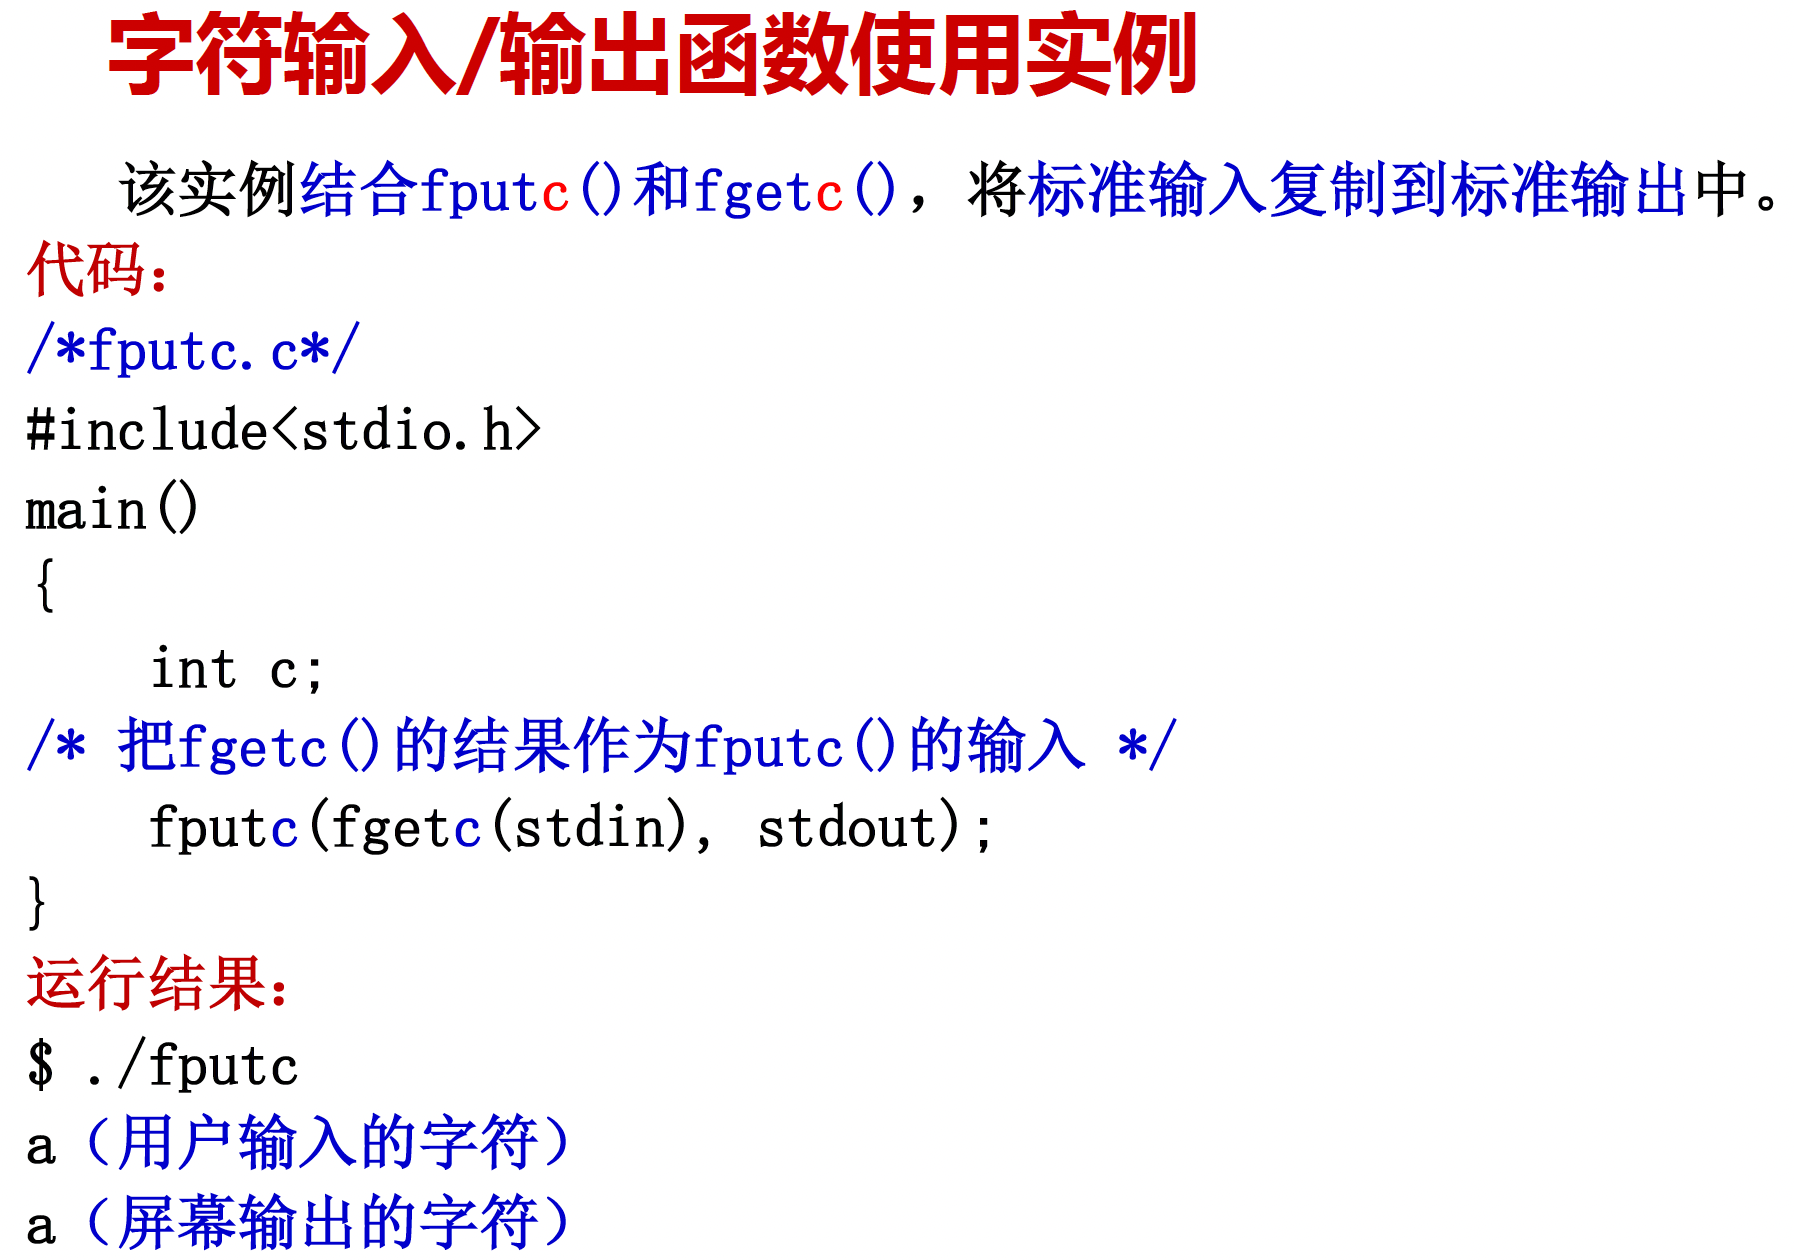 字符输入/输出函数使用实例
该实例结合fputc()和fgetc()，将标准输入复制到标准输出中。
代码：
/*fputc.c*/
#include<stdio.h>
main()
{
int c;
/* 把fgetc()的结果作为fputc()的输入 */
fputc(fgetc(stdin), stdout);
}
运行结果：
$ ./fputc
a（用户输入的字符）
a（屏幕输出的字符）